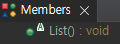 Members ×
List() : void